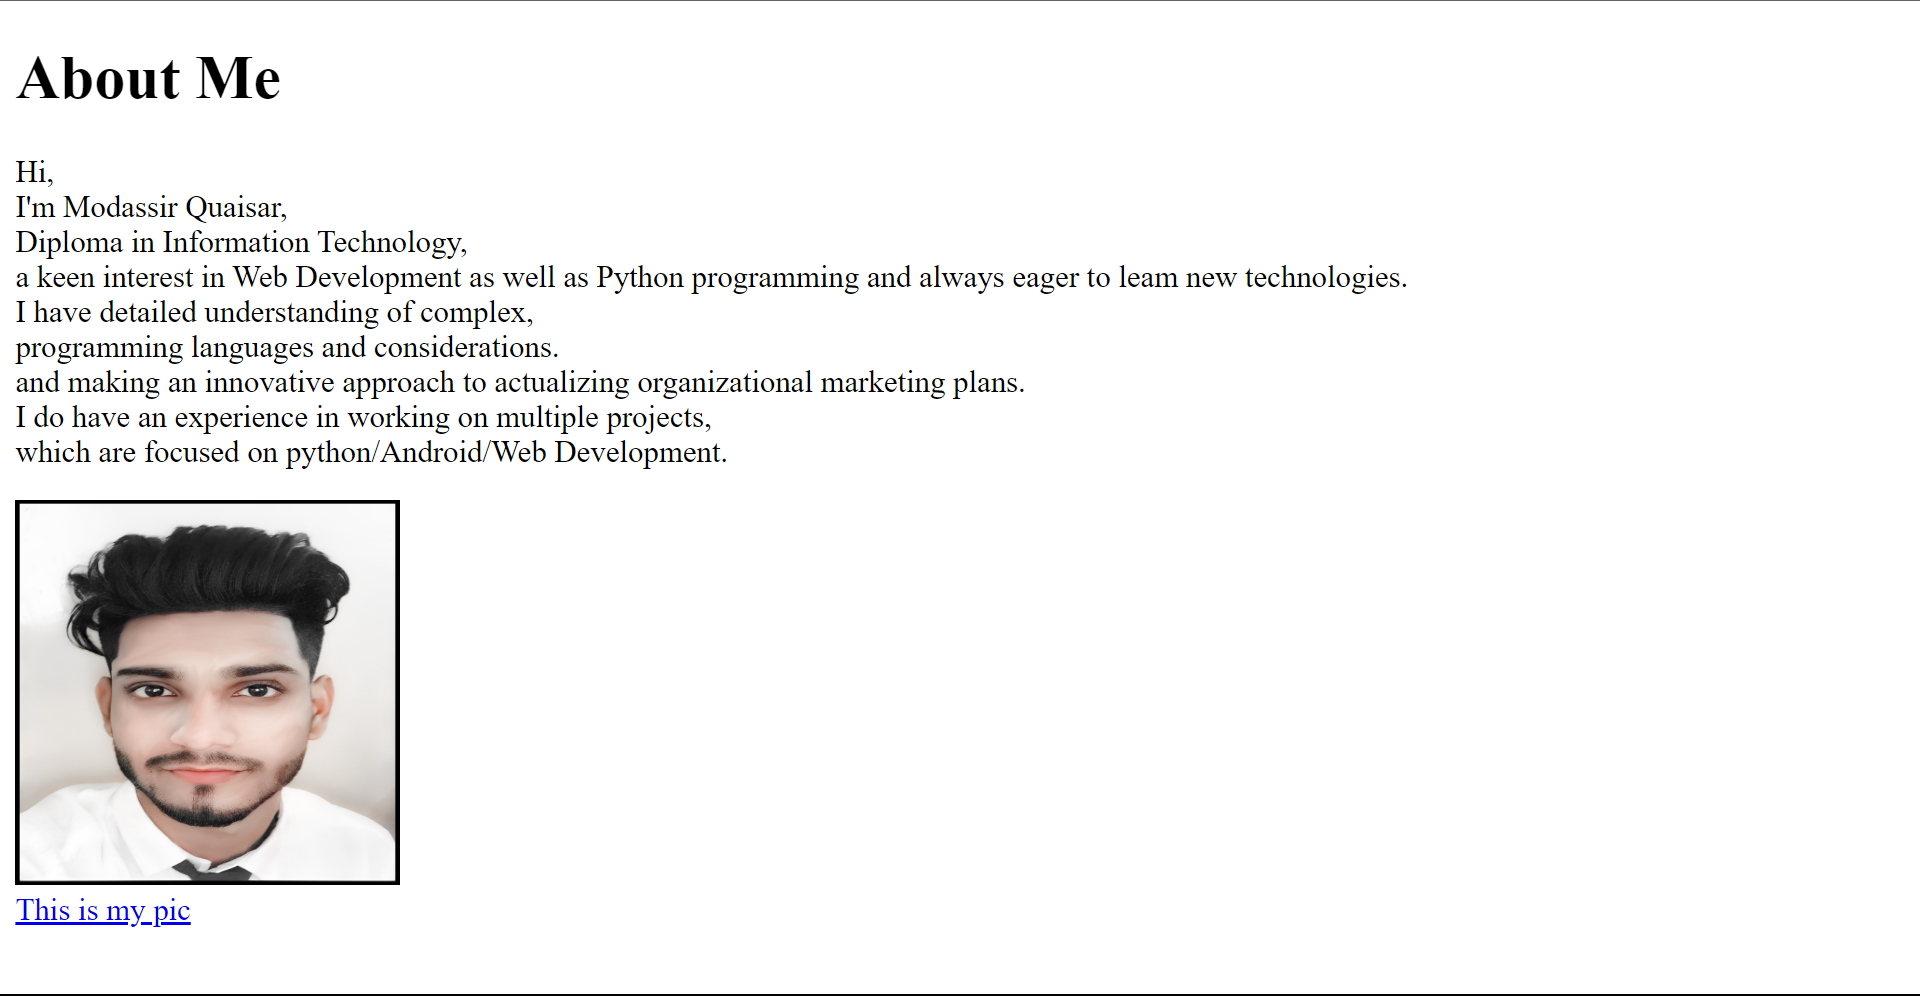 About Me
Hi,
I'm Modassir Quaisar,
Diploma in Information Technology,
a keen interest in Web Development as well as Python programming and always eager to leam new technologies.
I have detailed understanding of complex,
programming languages and considerations.
and making an innovative approach to actualizing organizational marketing plans.
I do have an experience in working on multiple projects,
which are focused on python/Android/Web Development.
This is my pic